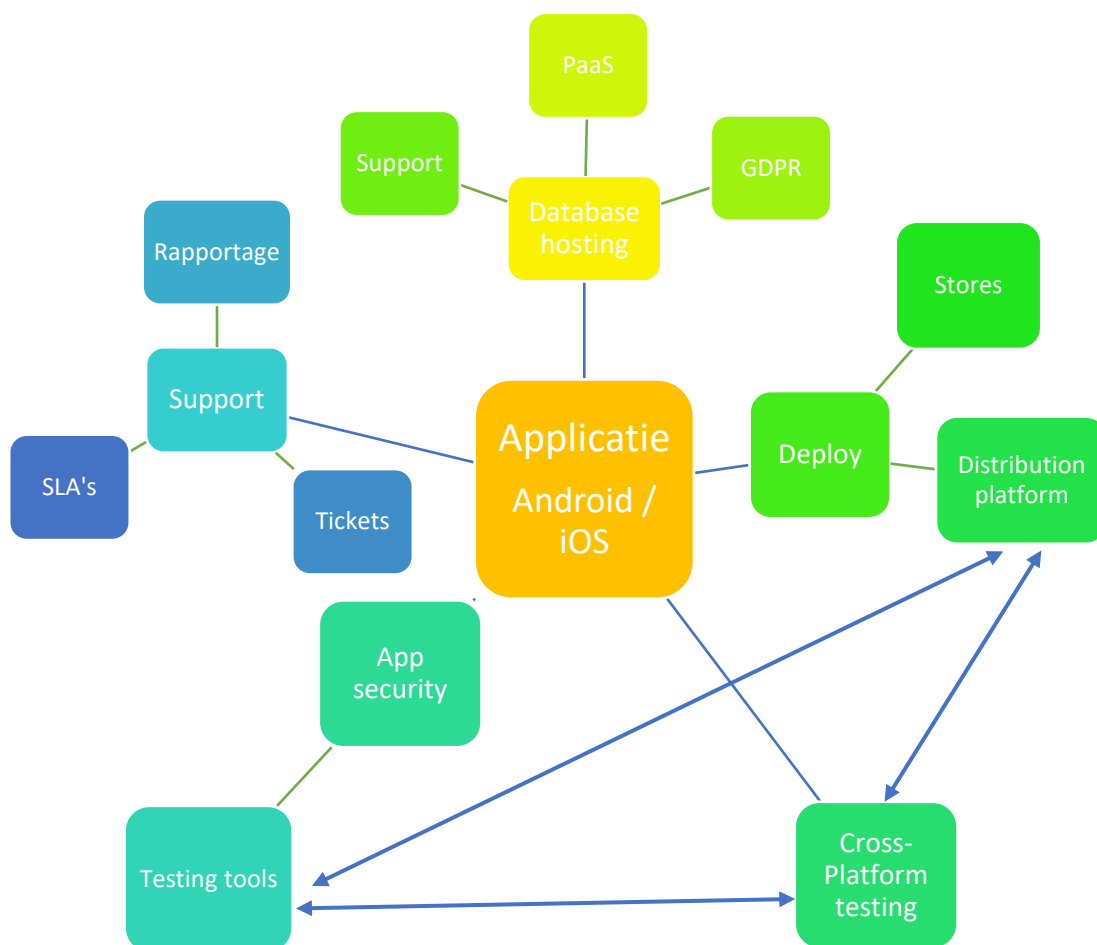 PaaS
Support
GDPR
Database
hosting
Rapportage
Stores
Support
Applicatie
Android /
iOS
Deploy
Distribution
platform
SLA's
Tickets
App
security
Testing tools
Cross-
Platform
testing